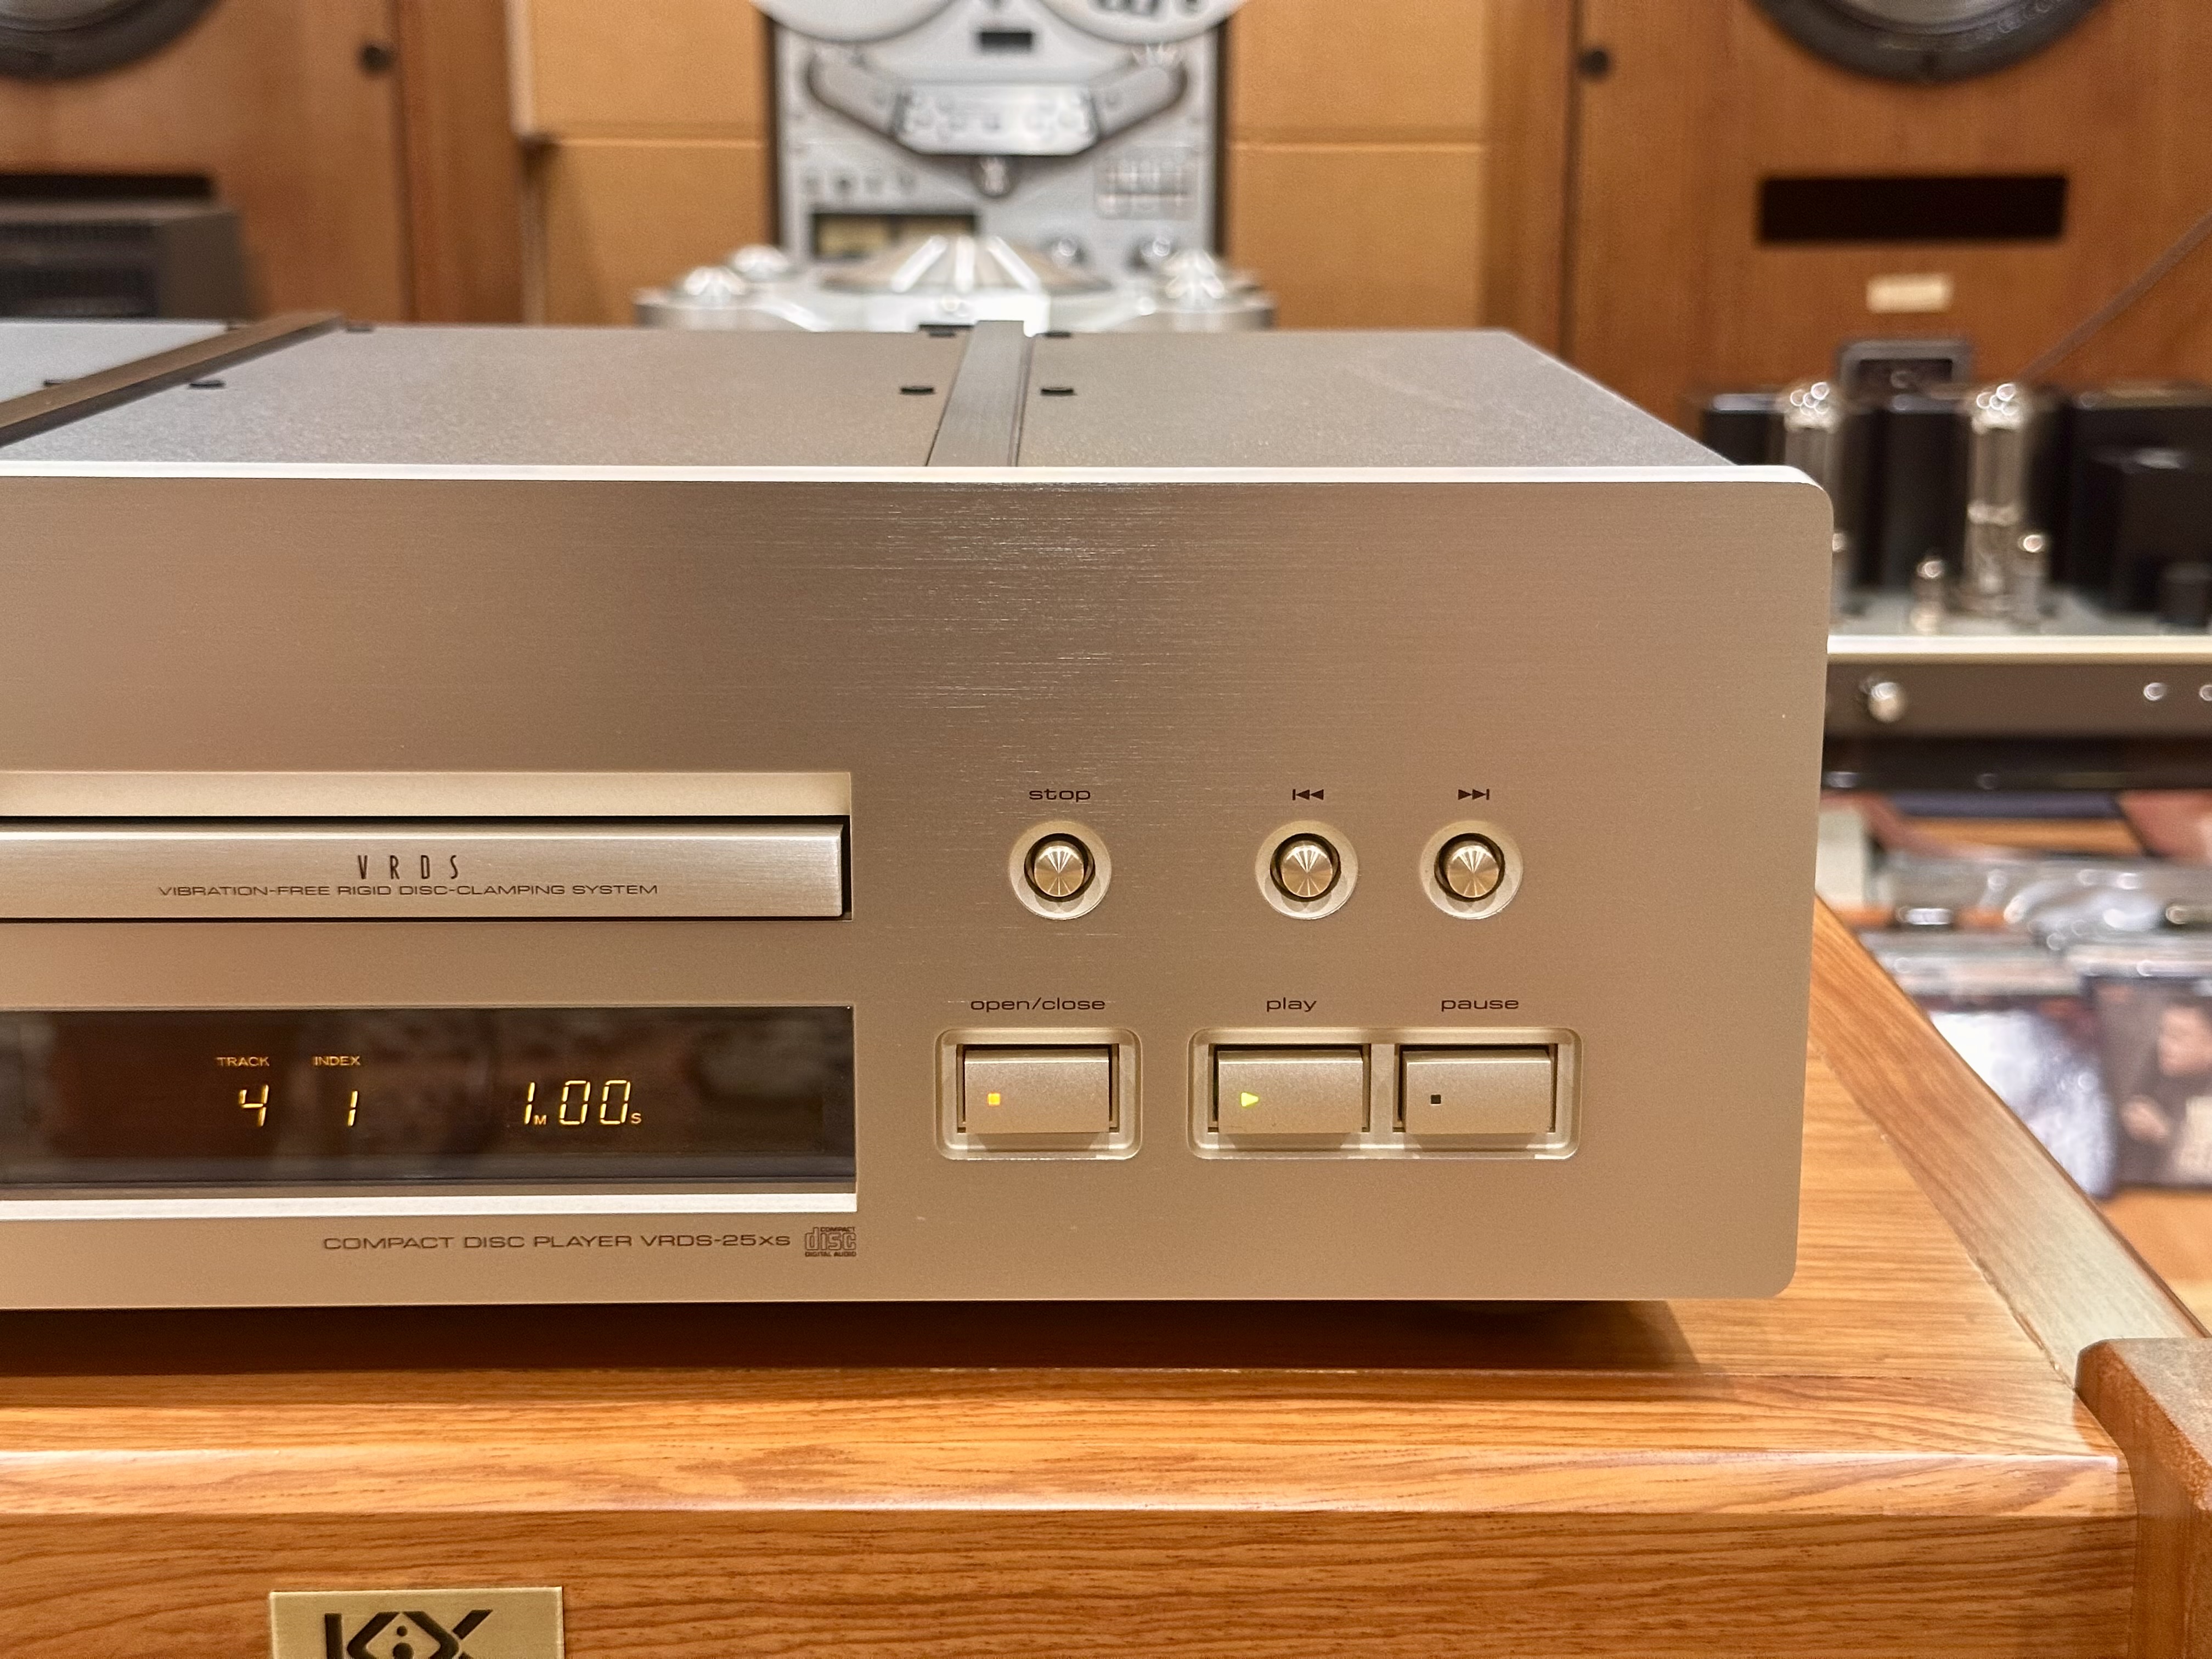 stop
VRDS
VIBRATION-FREE RIGID DISC-CLAMPING SYSTEM
open/close play pause
TRACK INDEX
4 1 1M00S
COMPACT DISC PLAYER VRDS-25xs COMPACT disc DIGITAL AUDIO
KiX